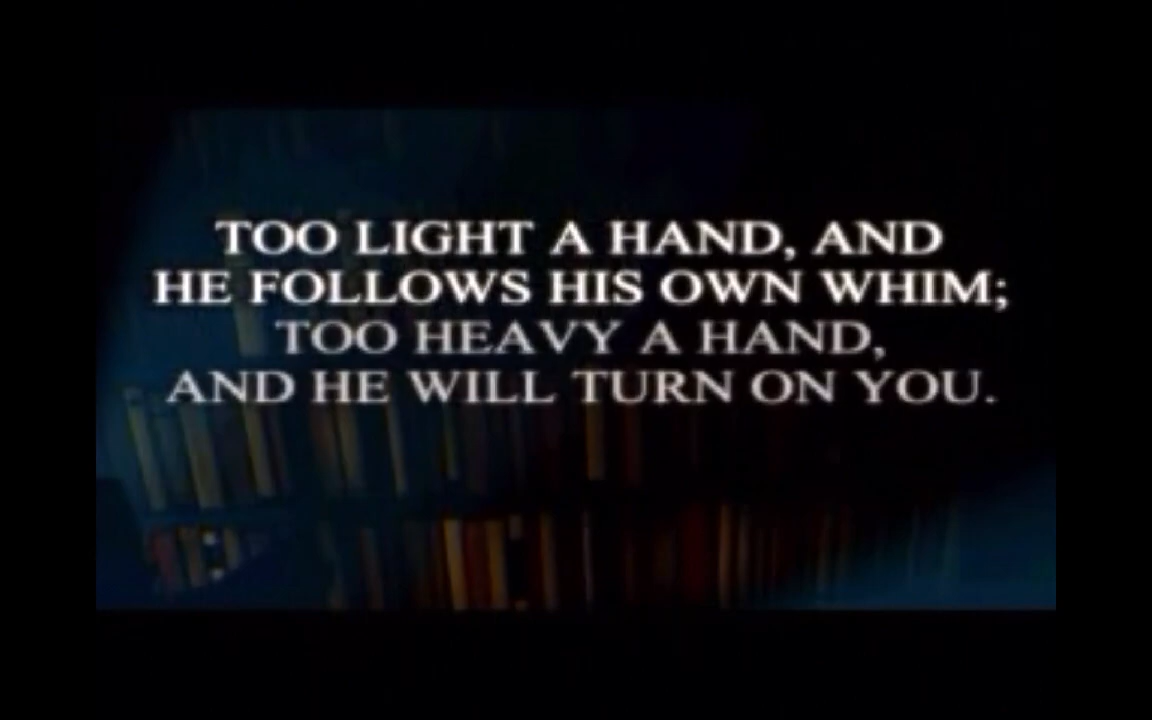 TOO LIGHT A HAND, AND
HE FOLLOWS HIS OWN WHIM;
TOO HEAVY A HAND,
AND HE WILL TURN ON YOU.